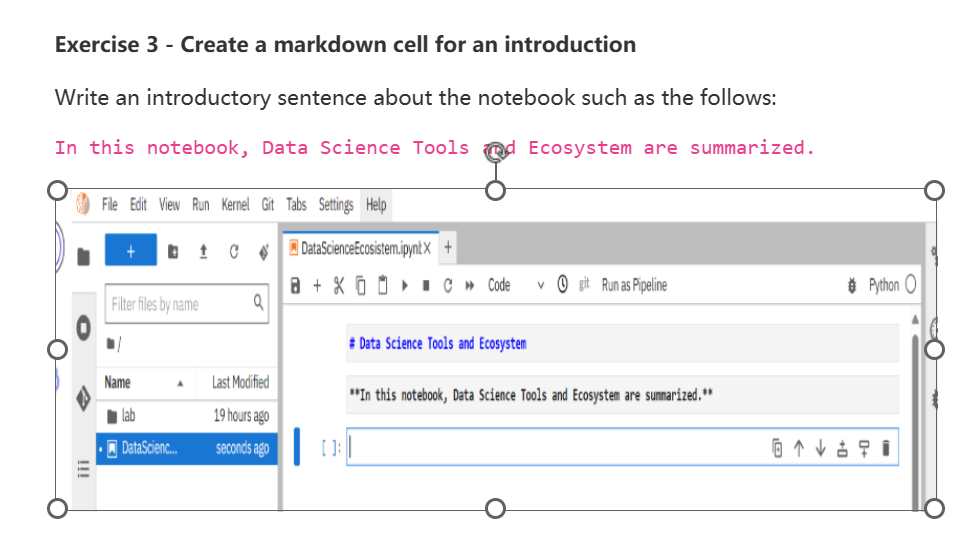 Exercise 3 - Create a markdown cell for an introduction
Write an introductory sentence about the notebook such as the follows:
In this notebook, Data Science Tools and Ecosystem are summarized.
File Edit View Run Kernel Git Tabs Settings Help
+
DataScienceEcosistem.ipynt × +
Code git Run as Pipeline Python
Filter files by name
/
# Data Science Tools and Ecosystem
Name Last Modified
**In this notebook, Data Science Tools and Ecosystem are summarized.**
lab 19 hours ago
DataScienc... seconds ago
[ ]: